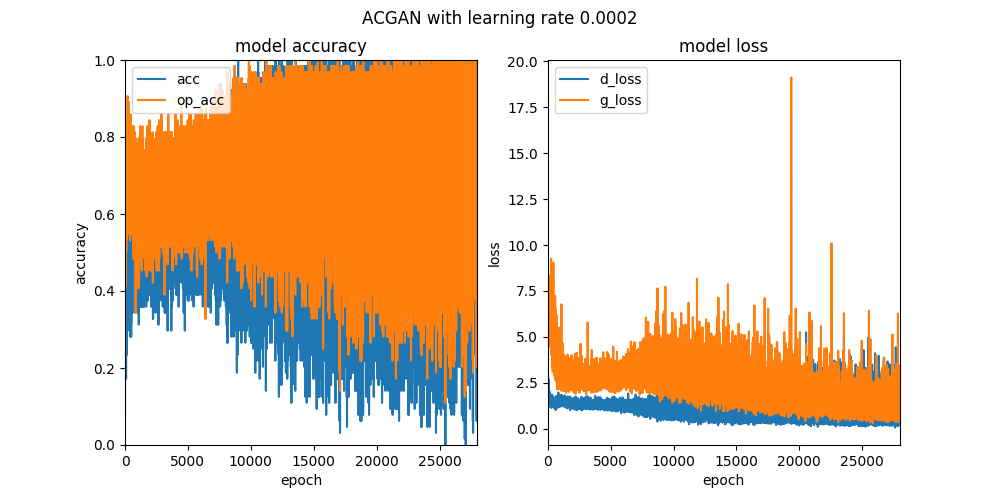 ACGAN with learning rate 0.0002
model accuracy
acc
op_acc
accuracy
1.0
0.8
0.6
0.4
0.2
0.0
0 5000 10000 15000 20000 25000
epoch
model loss
d_loss
g_loss
loss
20.0
17.5
15.0
12.5
10.0
7.5
5.0
2.5
0.0
0 5000 10000 15000 20000 25000
epoch